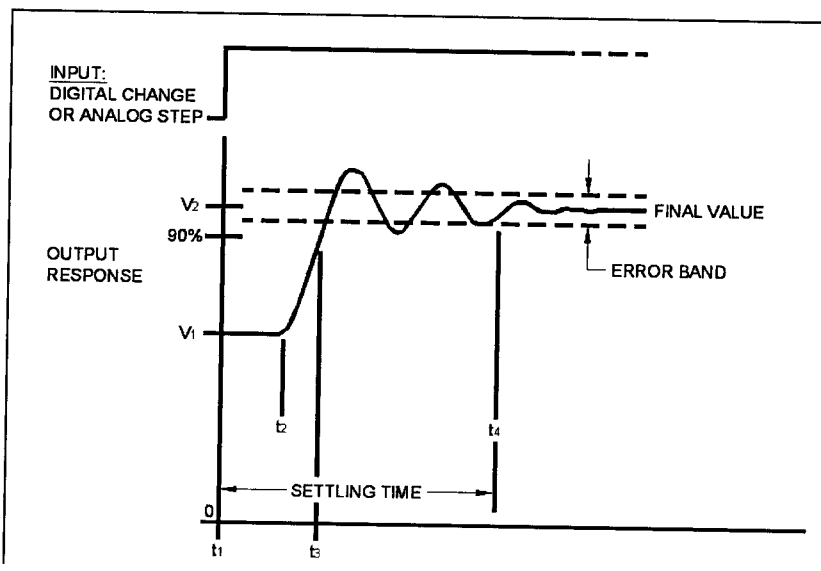 INPUT:
DIGITAL CHANGE
OR ANALOG STEP
V2
FINAL VALUE
90%
OUTPUT
RESPONSE
ERROR BAND
V1
t2
t4
SETTLING TIME
0
t1
t3